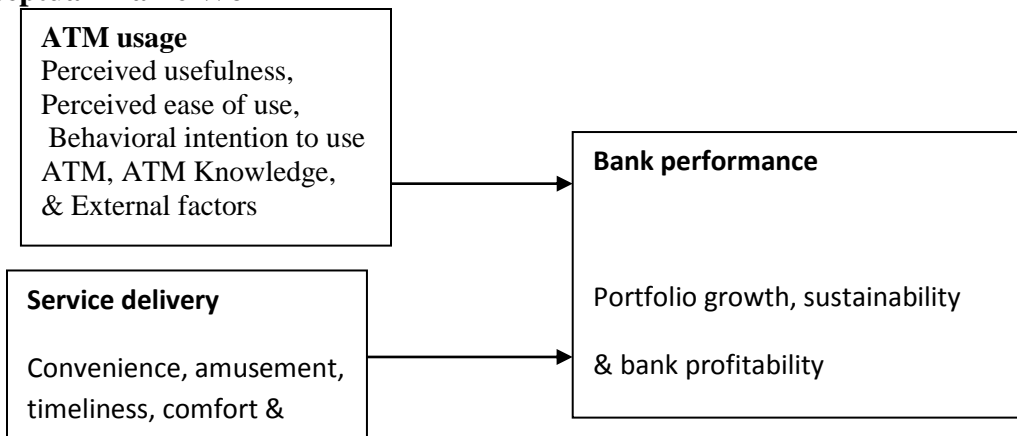 ATM usage
Perceived usefulness,
Perceived ease of use,
Behavioral intention to use
ATM, ATM Knowledge,
& External factors
Bank performance
Portfolio growth, sustainability
& bank profitability
Service delivery
Convenience, amusement,
timeliness, comfort &